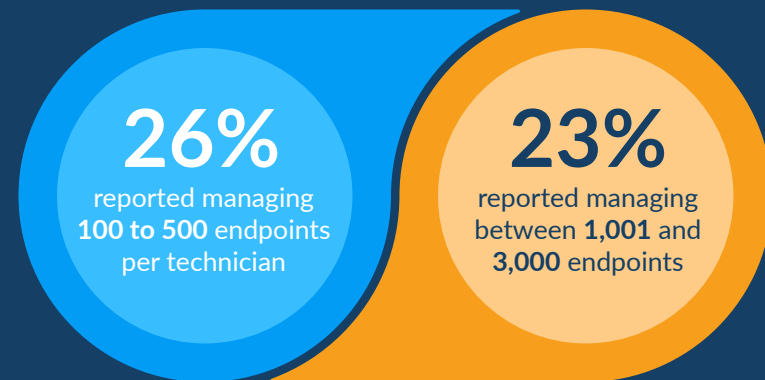 26%
reported managing
100 to 500 endpoints
per technician
23%
reported managing
between 1,001 and
3,000 endpoints